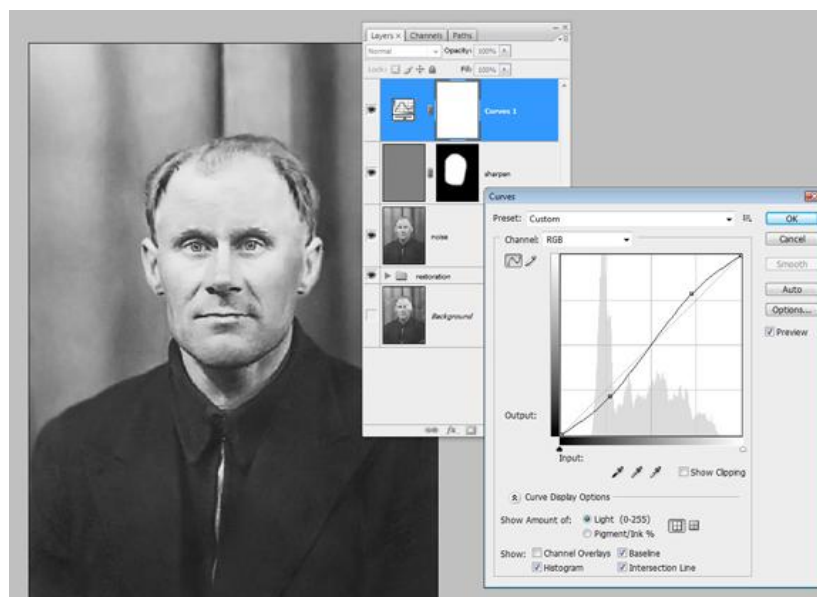 Layers × Channels Paths
Normal Opacity: 100%
Lock: Fill: 100%
Curves 1
sharpen
noise
restoration
Background
Curves
Preset: Custom
OK
Channel: RGB
Cancel
Smooth
Auto
Options...
Preview
Output:
Input:
Show Clipping
Curve Display Options
Show Amount of: Light (0-255)
Pigment/Ink %
Show: Channel Overlays Baseline
Histogram Intersection Line